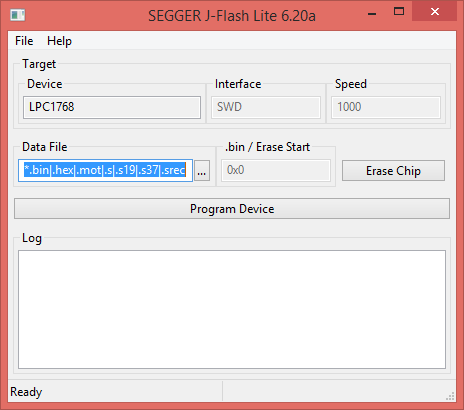 SEGGER J-Flash Lite 6.20a
File Help
Target
Device Interface Speed
LPC1768 SWD 1000
Data File .bin / Erase Start
*.bin|.hex|.mot|.s|.s19|.s37|.srec ... 0x0 Erase Chip
Program Device
Log
Ready